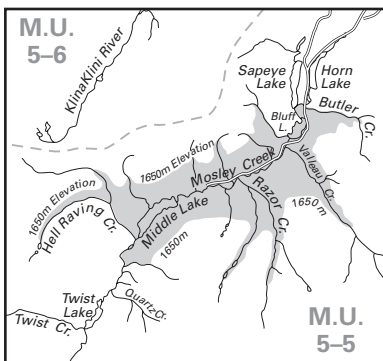 M.U.
5–6
KlinaKlini River
Sapeye
Lake
Horn
Lake
Butler
Cr.
Bluff
L.
1650m Elevation
Mosley Creek
Valleau Cr.
1650m Elevation
Hell Raving Cr.
Middle Lake
Razor Cr.
1650m
1650m
Twist
Lake
Quartz Cr.
Twist Cr.
M.U.
5–5